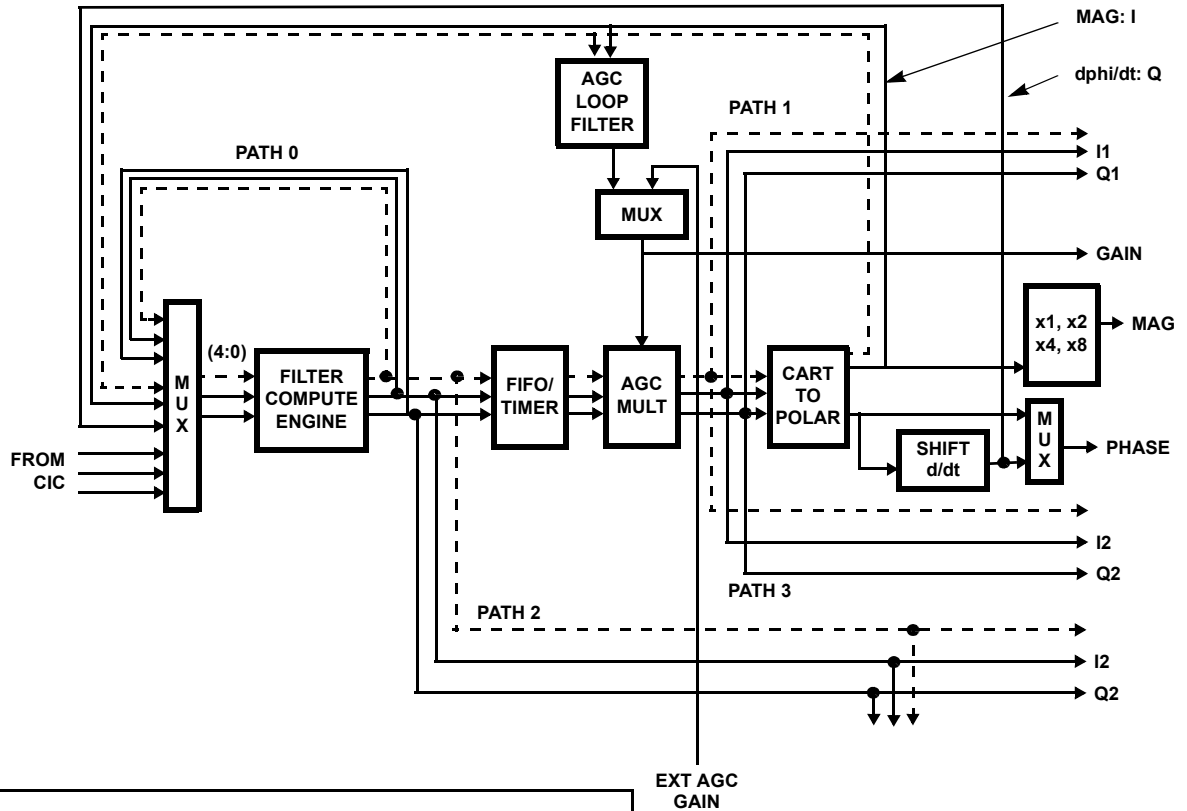 MAG: I
dphi/dt: Q
AGC
LOOP
FILTER
PATH 1
I1
Q1
PATH 0
MUX
GAIN
x1, x2
x4, x8
MAG
(4:0)
M
U
X
FILTER
COMPUTE
ENGINE
FIFO/
TIMER
AGC
MULT
CART
TO
POLAR
M
U
X
PHASE
SHIFT
d/dt
FROM
CIC
I2
Q2
PATH 3
PATH 2
I2
Q2
EXT AGC
GAIN